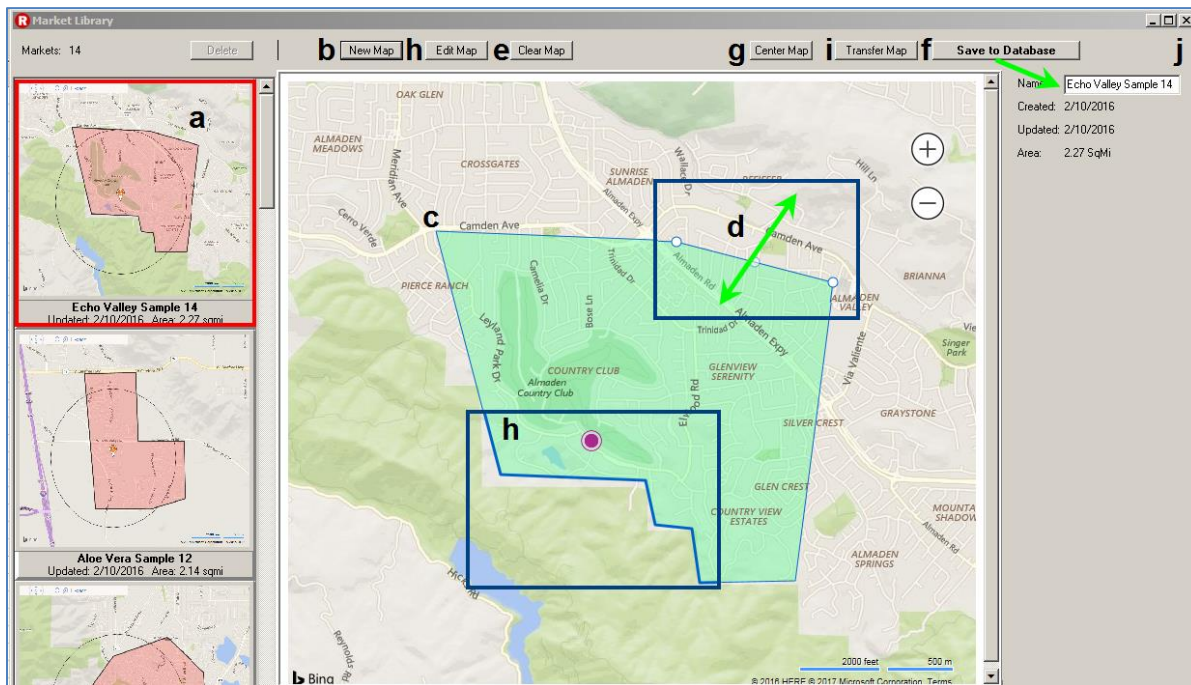 R Market Library
Markets: 14
Delete
b New Map h Edit Map e Clear Map g Center Map i Transfer Map f Save to Database j
a
Echo Valley Sample 14
Updated: 2/10/2016 Area: 2.27 sqmi
Aloe Vera Sample 12
Updated: 2/10/2016 Area: 2.14 sqmi
OAK GLEN
ALMADEN
MEADOWS
Meridian Ave
CROSSGATES
SUNRISE
ALMADEN
Wallace Dr
PFEIFFER
Hill Ln
Almaden Expy
Cerro Verde
c
Camden Ave
d
Camden Ave
Trinidad Dr
Almaden Rd
BRIANNA
PIERCE RANCH
Camelia Dr
Bose Ln
ALMADEN
VALLEY
Leyland Park Dr
Trinidad Dr
Almaden Expy
Singer
Park
COUNTRY CLUB
Almaden
Country Club
GLENVIEW
SERENITY
Via Valiente
Elwood Rd
h
SILVER CREST
GRAYSTONE
GLEN CREST
COUNTRY VIEW
ESTATES
MOUNTA
SHADOW
Almaden Rd
ALMADEN
SPRINGS
Reynolds Rd
Bing
2000 feet 500 m
© 2016 HERE © 2017 Microsoft Corporation Terms
Name: Echo Valley Sample 14
Created: 2/10/2016
Updated: 2/10/2016
Area: 2.27 SqMi